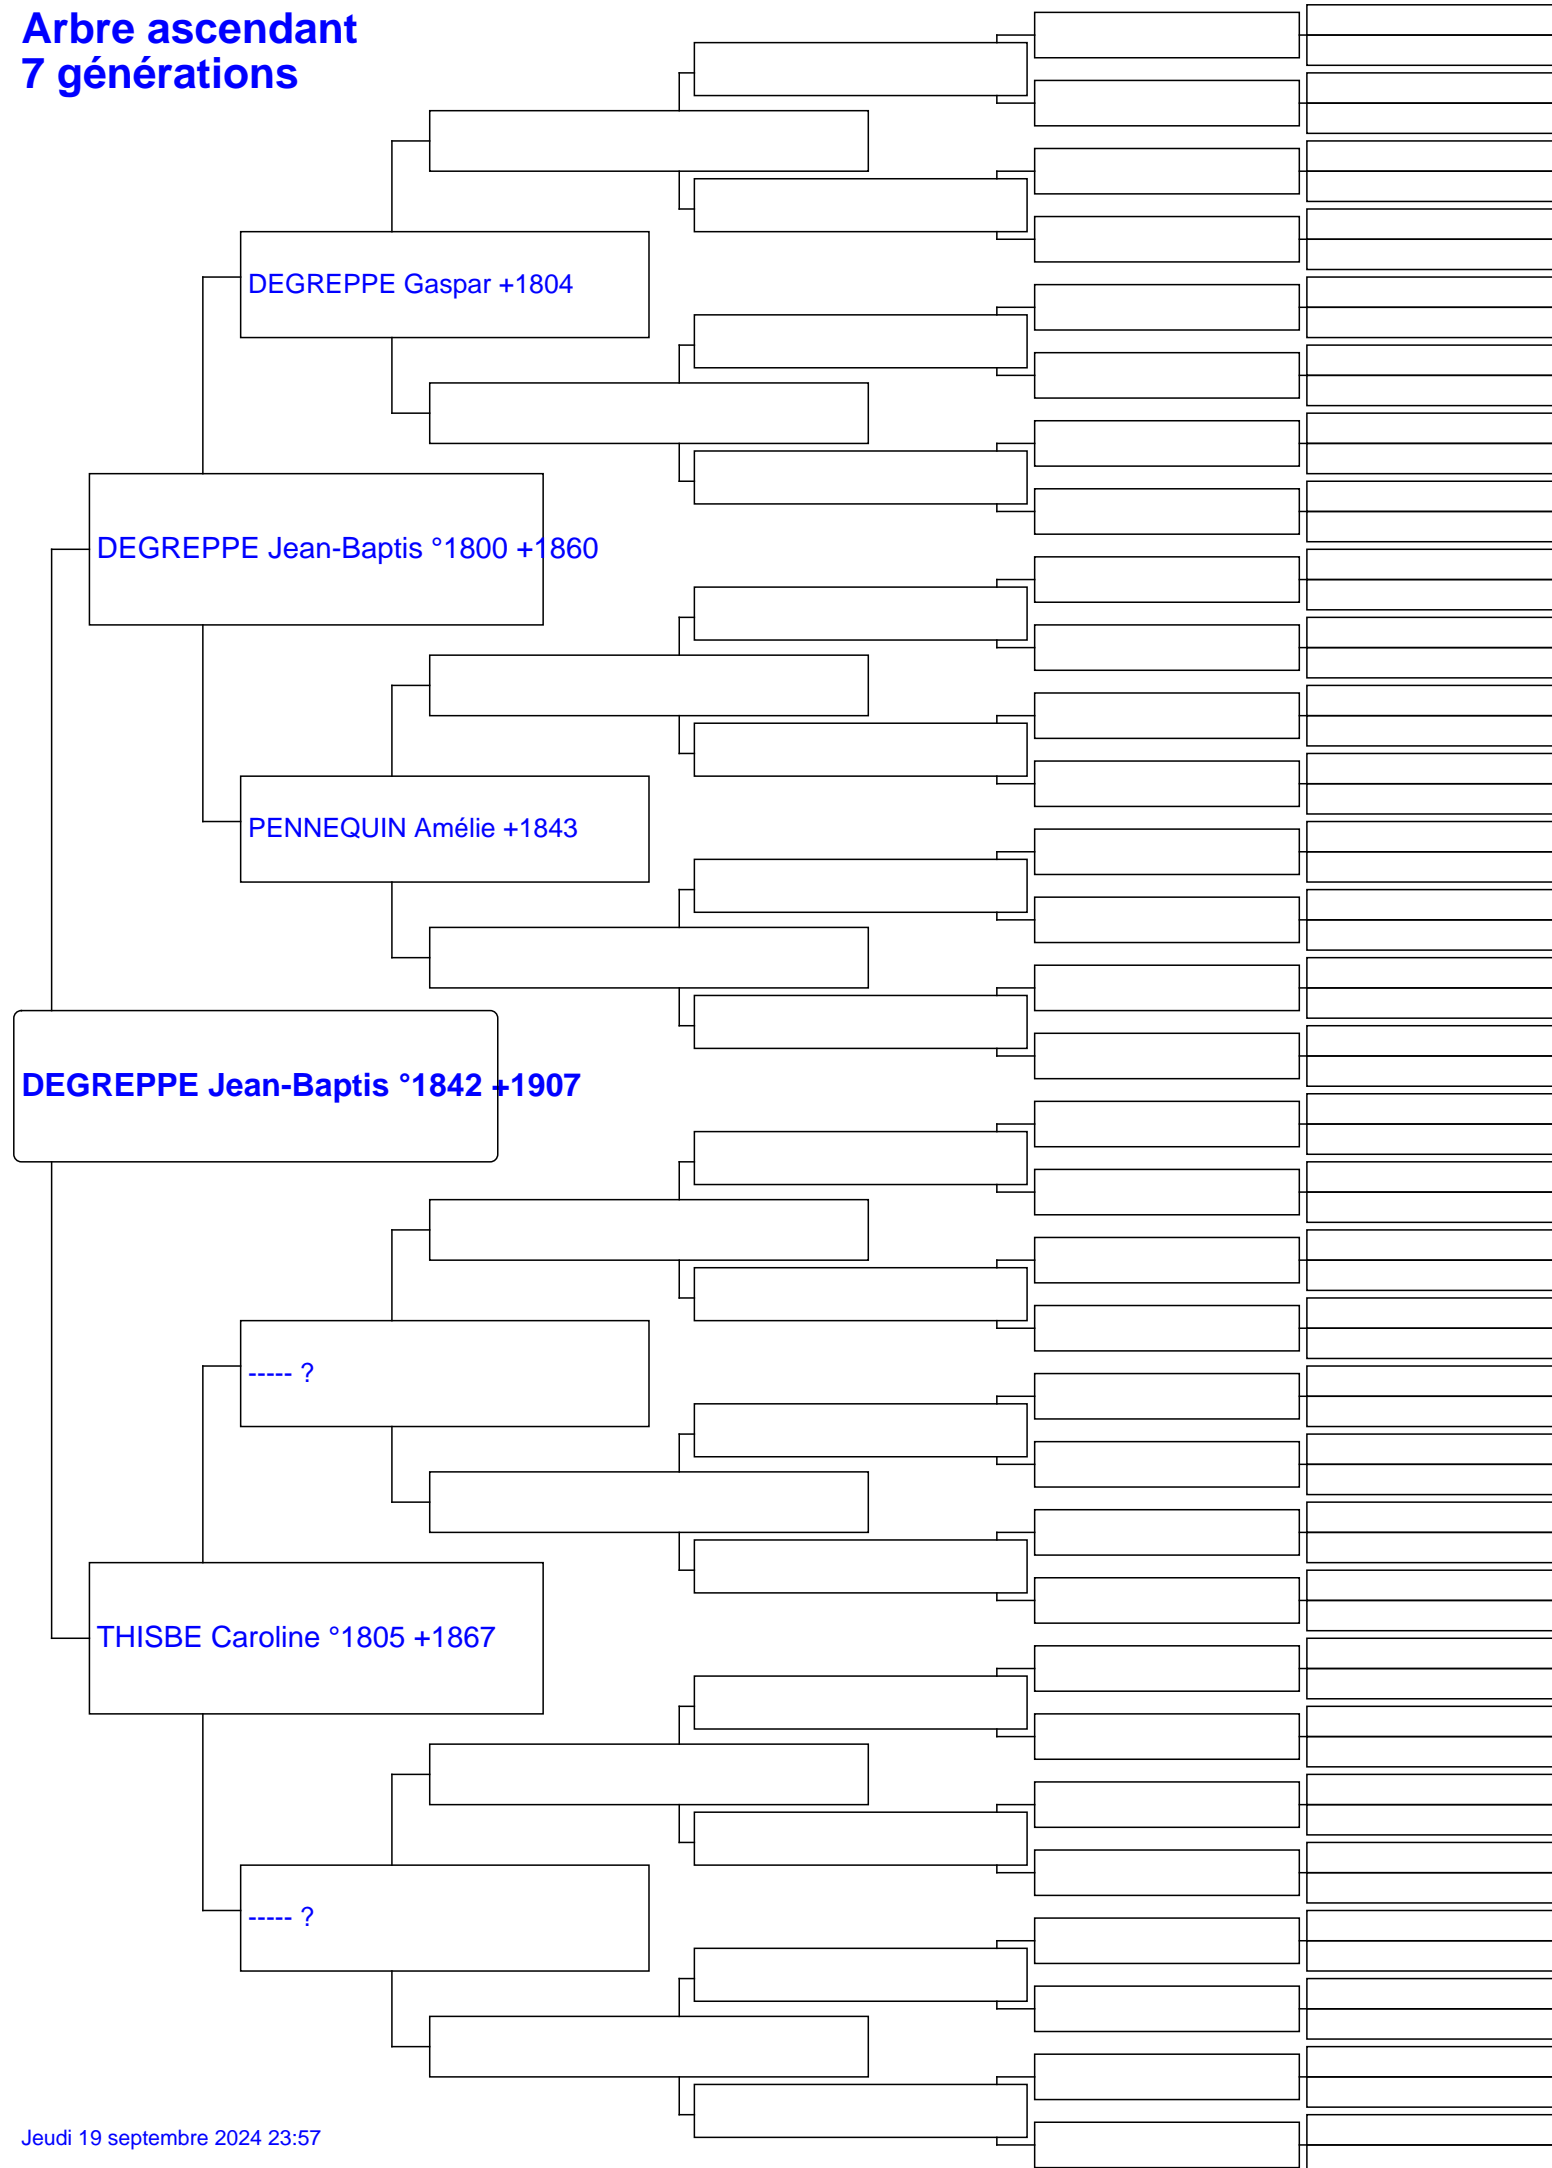 Arbre ascendant
7 générations
DEGREPPE Gaspar +1804
DEGREPPE Jean-Baptis °1800 +1860
PENNEQUIN Amélie +1843
DEGREPPE Jean-Baptis °1842 +1907
----- ?
THISBE Caroline °1805 +1867
----- ?
Jeudi 19 septembre 2024 23:57